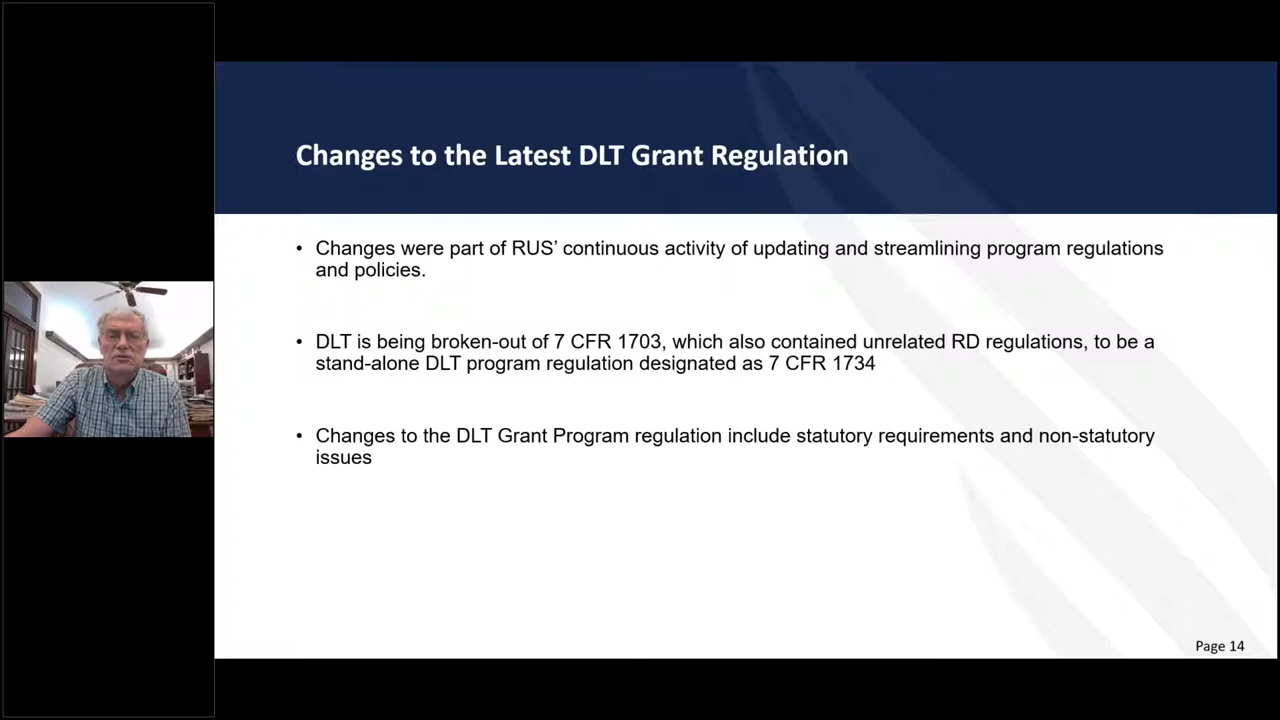 Changes to the Latest DLT Grant Regulation
• Changes were part of RUS’ continuous activity of updating and streamlining program regulations
and policies.
• DLT is being broken-out of 7 CFR 1703, which also contained unrelated RD regulations, to be a
stand-alone DLT program regulation designated as 7 CFR 1734
• Changes to the DLT Grant Program regulation include statutory requirements and non-statutory
issues
Page 14